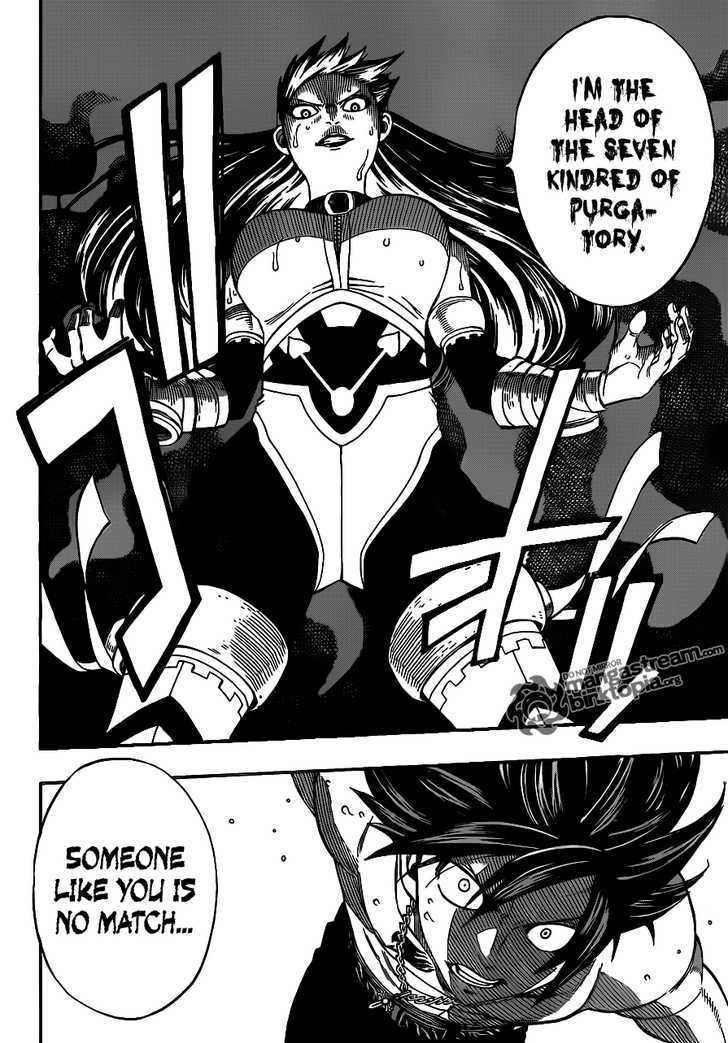 I'M THE
HEAD OF
THE SEVEN
KINDRED OF
PURGA-
TORY.
DO NOT MIRROR
mangastream.com
birktopia.org
SOMEONE
LIKE YOU IS
NO MATCH...